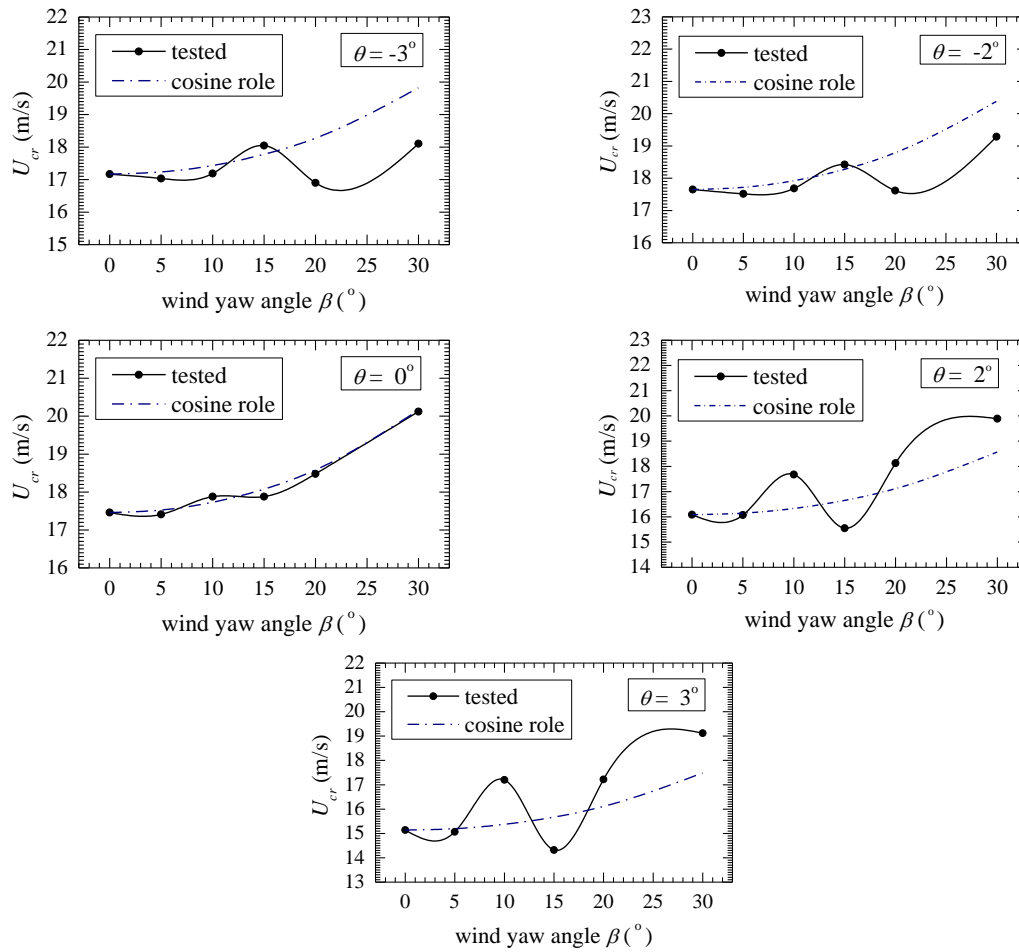 22
21
20
19
18
17
16
15
U_cr (m/s)
tested
cosine role
θ = -3°
0 5 10 15 20 25 30
wind yaw angle β (°)
23
22
21
20
19
18
17
16
U_cr (m/s)
tested
cosine role
θ = -2°
0 5 10 15 20 25 30
wind yaw angle β (°)
22
21
20
19
18
17
16
U_cr (m/s)
tested
cosine role
θ = 0°
0 5 10 15 20 25 30
wind yaw angle β (°)
23
22
21
20
19
18
17
16
15
14
U_cr (m/s)
tested
cosine role
θ = 2°
0 5 10 15 20 25 30
wind yaw angle β (°)
22
21
20
19
18
17
16
15
14
13
U_cr (m/s)
tested
cosine role
θ = 3°
0 5 10 15 20 25 30
wind yaw angle β (°)